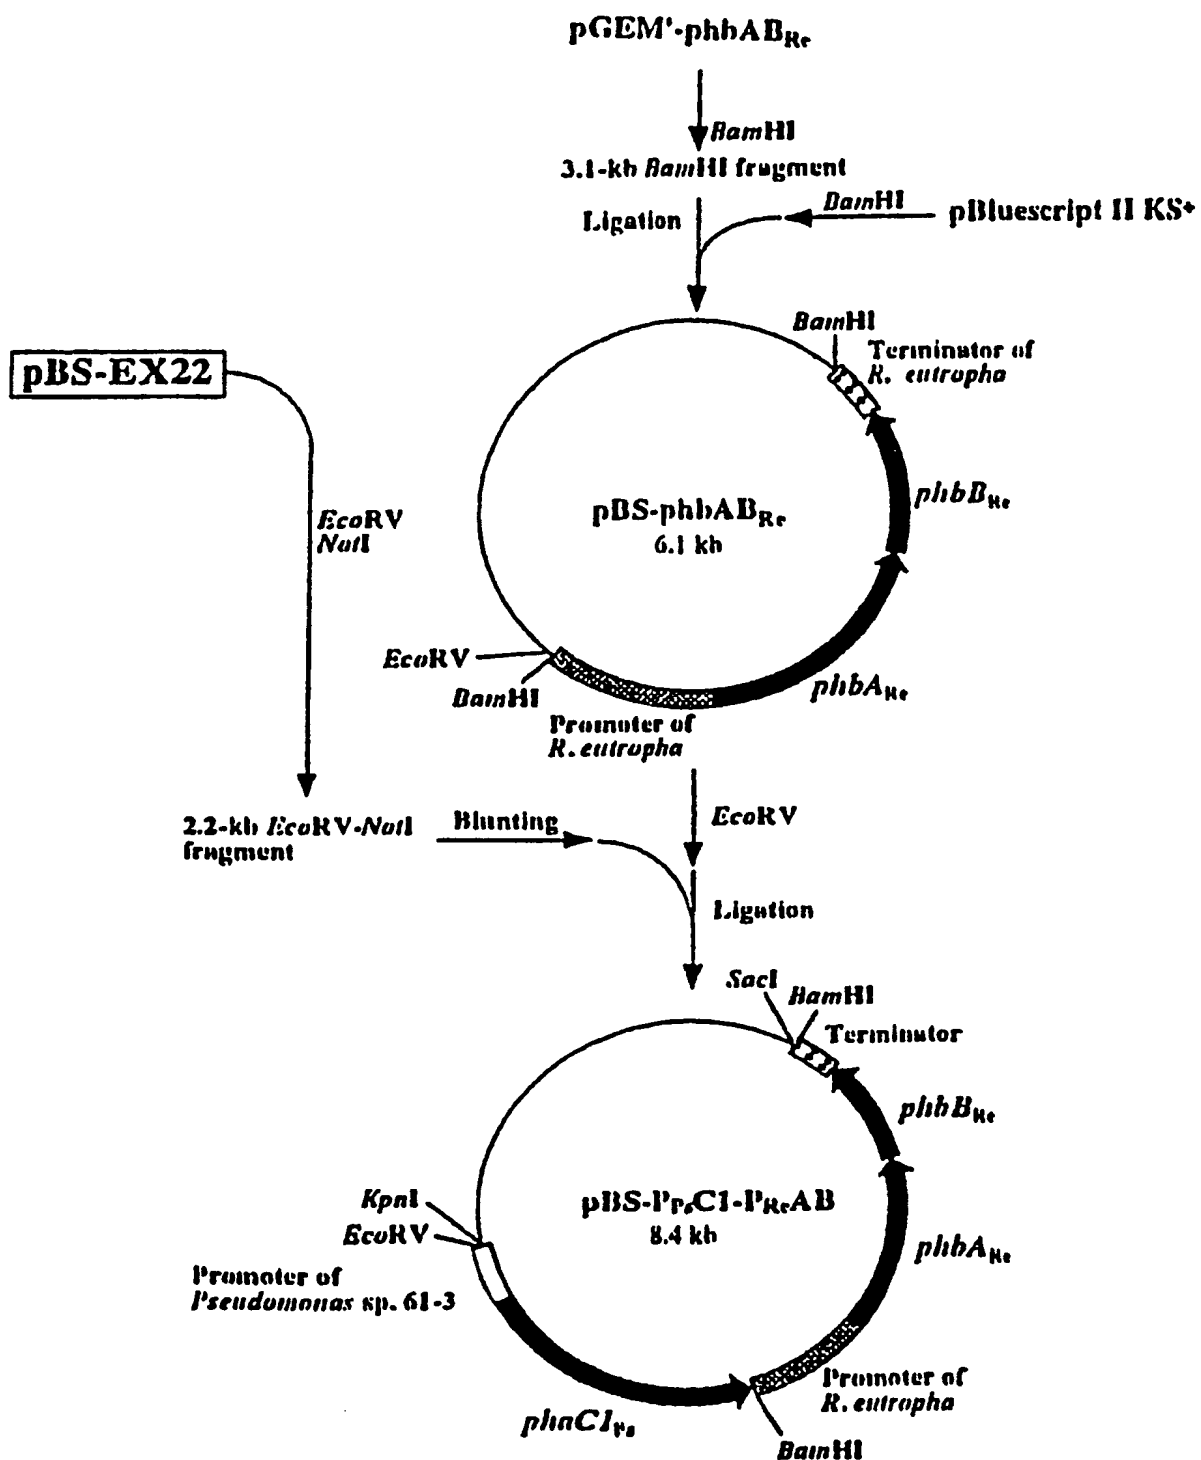 pGEM'-phbAB_Re
BamHI
3.1-kb BamHI fragment
Ligation
BamHI
pBluescript II KS+
BamHI
Terminator of
R. eutropha
pBS-EX22
EcoRV
NotI
phbB_Re
pBS-phbAB_Re
6.1 kb
EcoRV
BamHI
phbA_Re
Promoter of
R. eutropha
2.2-kb EcoRV-NotI
fragment
Blunting
EcoRV
Ligation
SacI
BamHI
Terminator
phbB_Re
KpnI
EcoRV
pBS-P_PsC1-P_ReAB
8.4 kb
phbA_Re
Promoter of
Pseudomonas sp. 61-3
Promoter of
R. eutropha
phaC1_Ps
BamHI